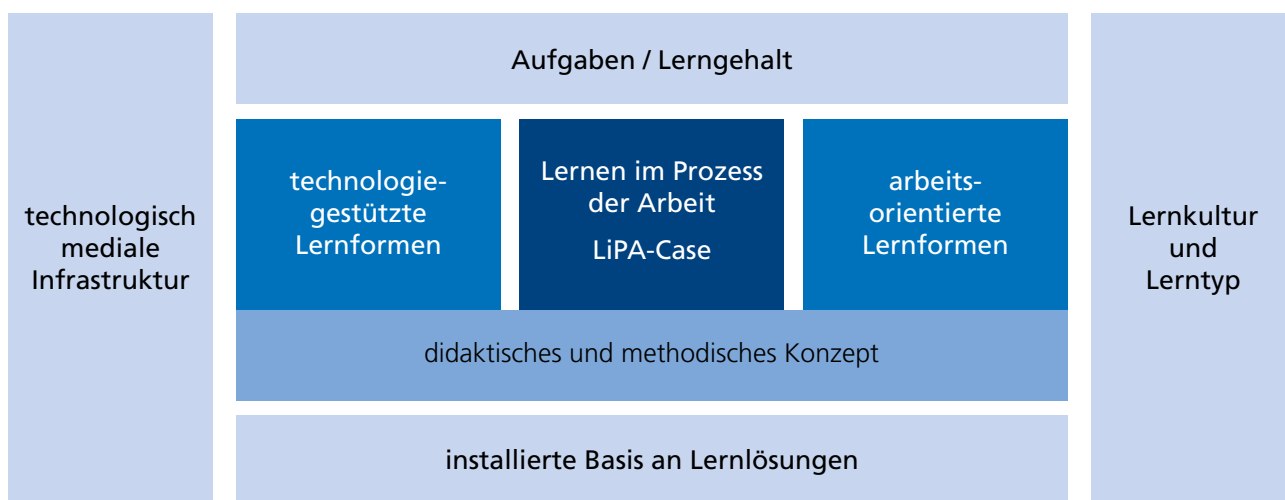 Aufgaben / Lerngehalt
technologisch
mediale
Infrastruktur
technologie-
gestützte
Lernformen
Lernen im Prozess
der Arbeit
LiPA-Case
arbeits-
orientierte
Lernformen
Lernkultur
und
Lerntyp
didaktisches und methodisches Konzept
installierte Basis an Lernlösungen